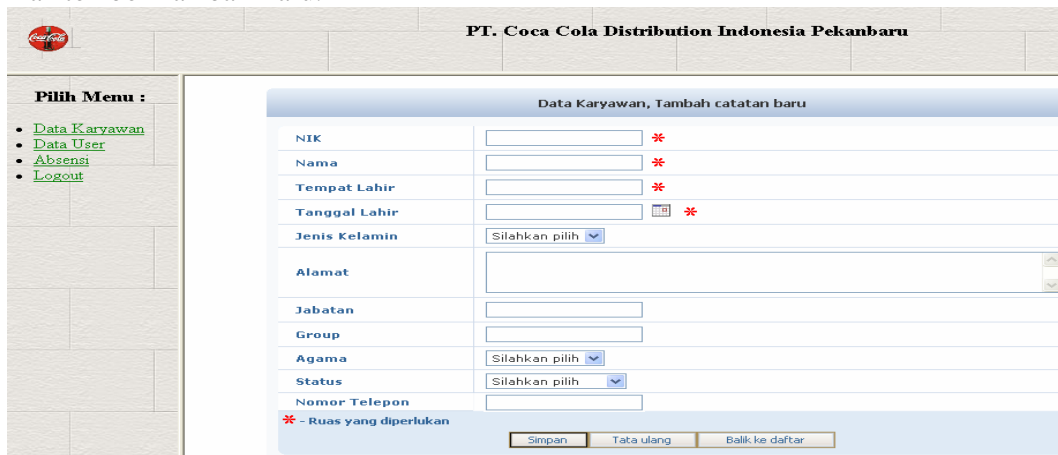 PT. Coca Cola Distribution Indonesia Pekanbaru
Coca-Cola
Pilih Menu :
Data Karyawan
Data User
Absensi
Logout
Data Karyawan, Tambah catatan baru
NIK
Nama
Tempat Lahir
Tanggal Lahir
Jenis Kelamin Silahkan pilih
Alamat
Jabatan
Group
Agama Silahkan pilih
Status Silahkan pilih
Nomor Telepon
* - Ruas yang diperlukan
Simpan Tata ulang Balik ke daftar